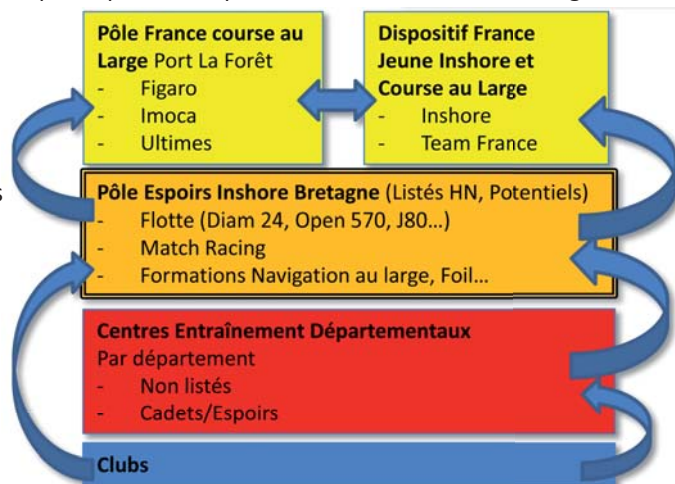 Pôle France course au
Large Port La Forêt
- Figaro
- Imoca
- Ultimes
Dispositif France
Jeune Inshore et
Course au Large
- Inshore
- Team France
Pôle Espoirs Inshore Bretagne (Listés HN, Potentiels)
- Flotte (Diam 24, Open 570, J80…)
- Match Racing
- Formations Navigation au large, Foil…
Centres Entraînement Départementaux
Par département
- Non listés
- Cadets/Espoirs
Clubs